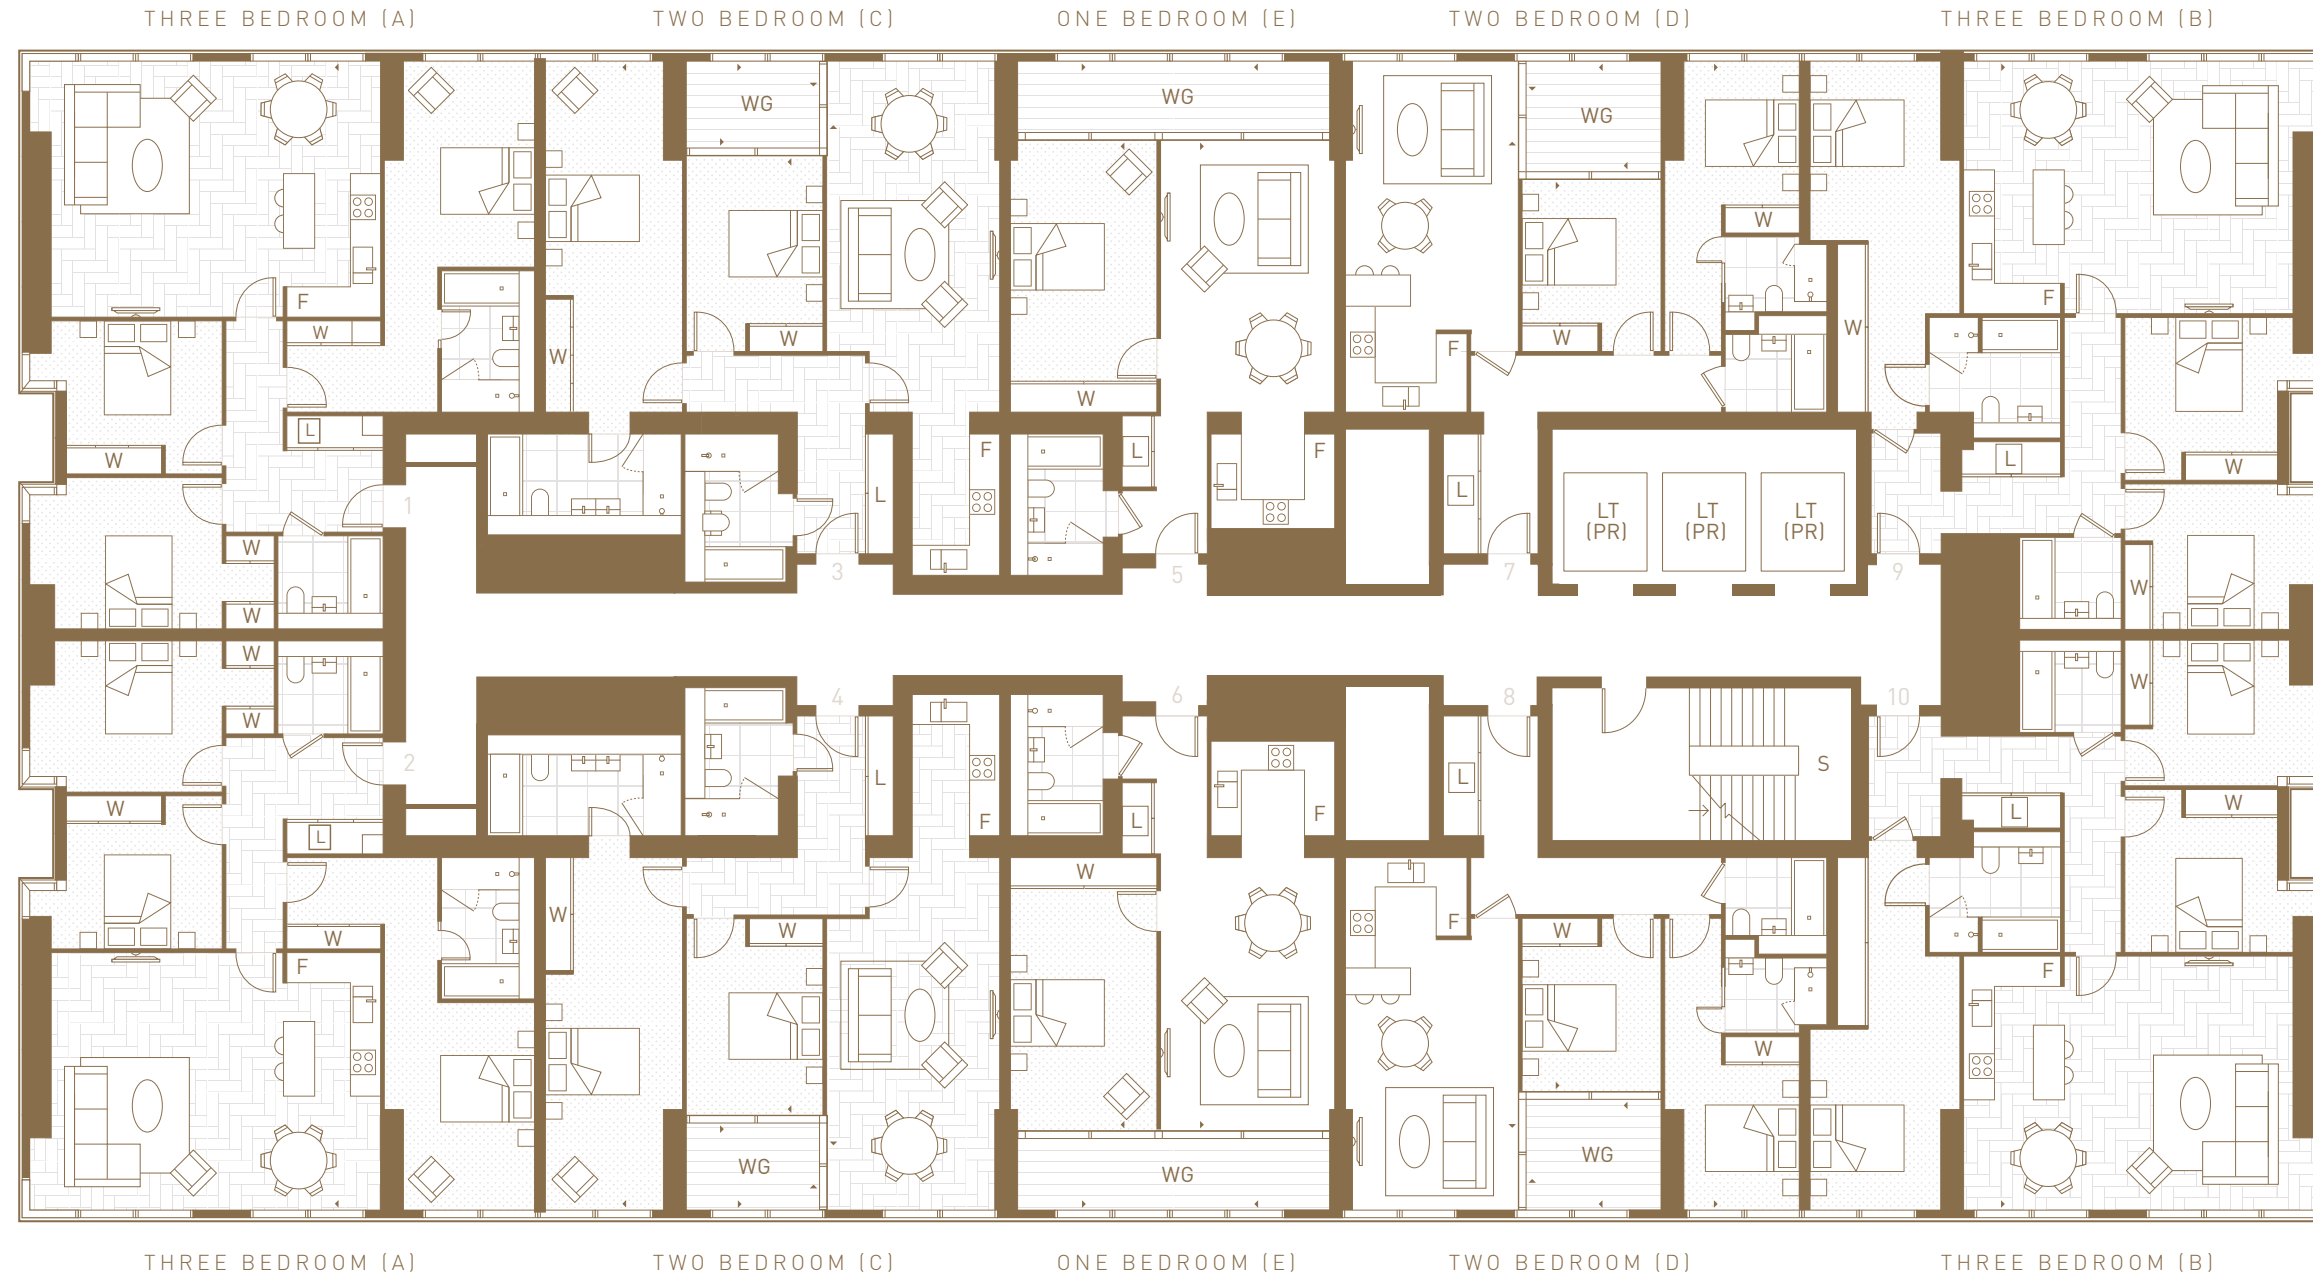 THREE BEDROOM (A)
TWO BEDROOM (C)
ONE BEDROOM (E)
TWO BEDROOM (D)
THREE BEDROOM (B)
WG
WG
WG
W
F
W
W
W
F
W
W
F
W
W
L
W
1
F
L
L
F
L
LT
(PR)
LT
(PR)
LT
(PR)
L
W
W
W
3
5
7
9
W
W
W
4
6
8
10
W
2
W
L
L
L
F
F
L
S
L
W
W
F
W
W
W
F
W
F
W
F
W
WG
WG
WG
THREE BEDROOM (A)
TWO BEDROOM (C)
ONE BEDROOM (E)
TWO BEDROOM (D)
THREE BEDROOM (B)